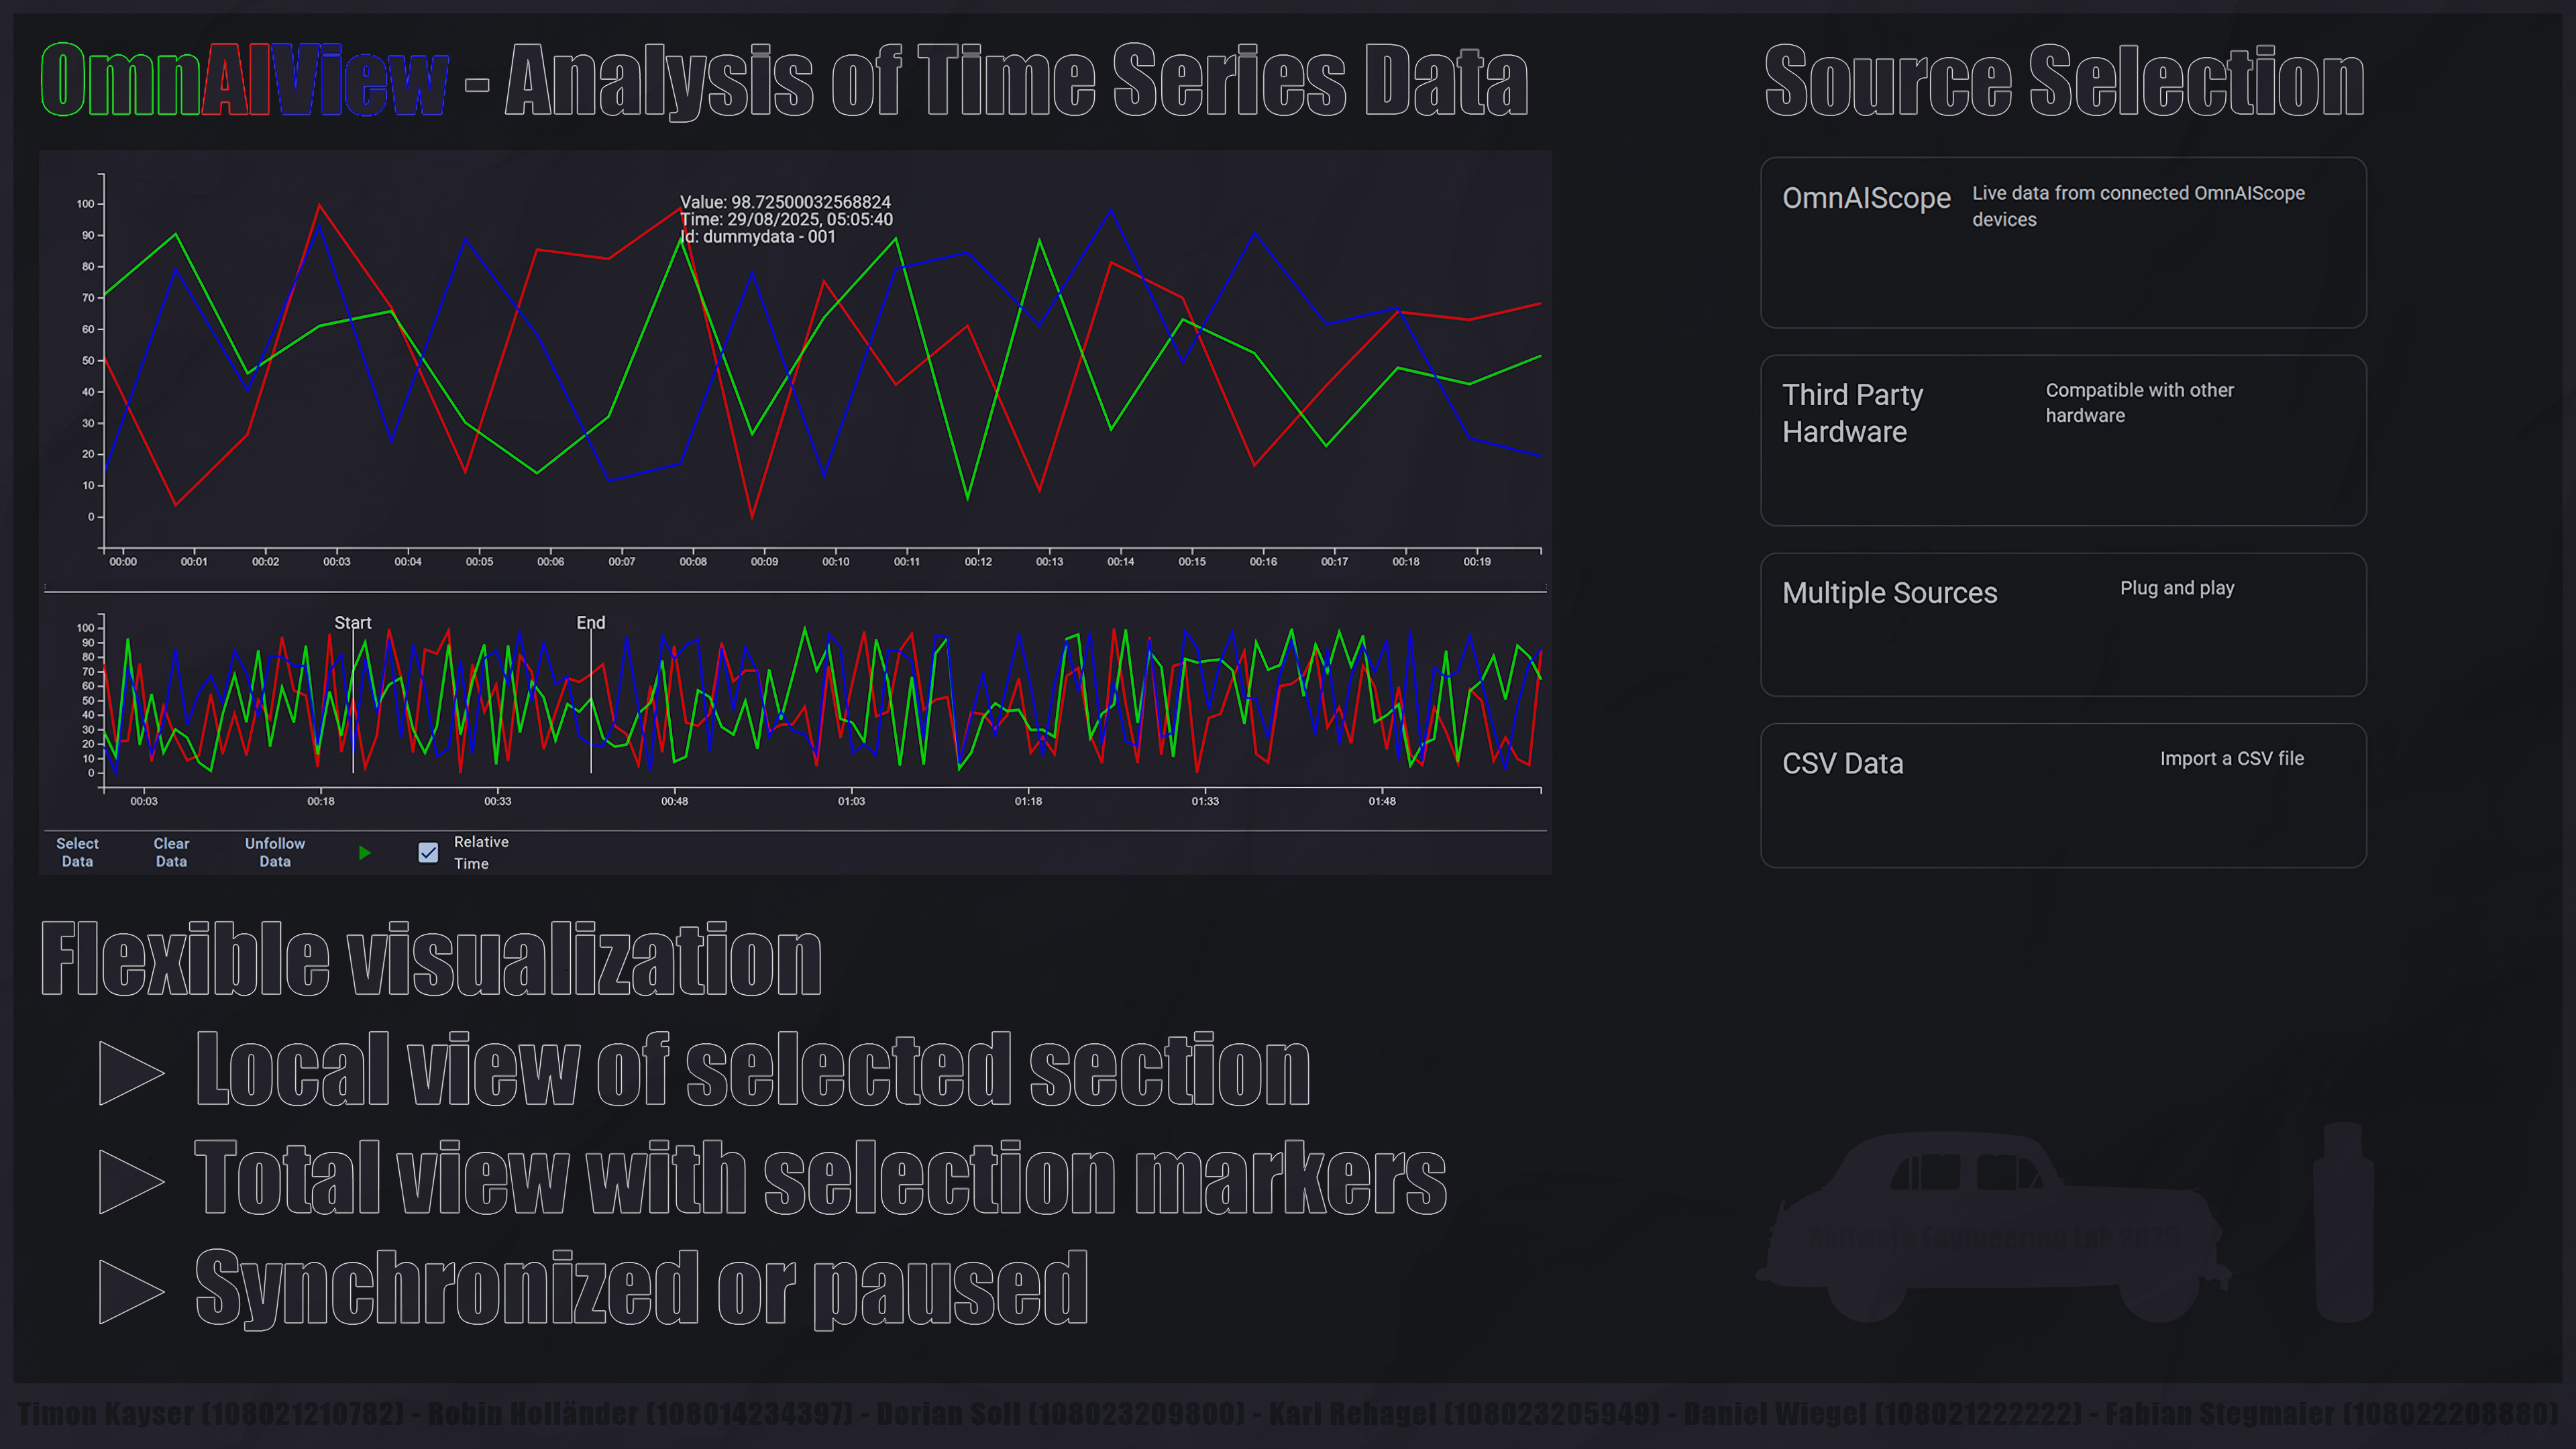 OmnAIView - Analysis of Time Series Data
Source Selection
Value: 98.72500032568824
Time: 29/08/2025, 05:05:40
Id: dummydata - 001
100
90
80
70
60
50
40
30
20
10
0
00:00 00:01 00:02 00:03 00:04 00:05 00:06 00:07 00:08 00:09 00:10 00:11 00:12 00:13 00:14 00:15 00:16 00:17 00:18 00:19
Start End
100
90
80
70
60
50
40
30
20
10
0
00:03 00:18 00:33 00:48 01:03 01:18 01:33 01:48
Select Data
Clear Data
Unfollow Data
Relative Time
OmnAIScope
Live data from connected OmnAIScope
devices
Third Party
Hardware
Compatible with other
hardware
Multiple Sources
Plug and play
CSV Data
Import a CSV file
Flexible visualization
Local view of selected section
Total view with selection markers
Synchronized or paused
Software Engineering Lab 2025
Timon Kayser (108021210782) - Robin Holländer (108014234397) - Dorian Soll (108023209800) - Karl Rehagel (108023205949) - Daniel Wiegel (108021222222) - Fabian Stegmaier (108022208880)